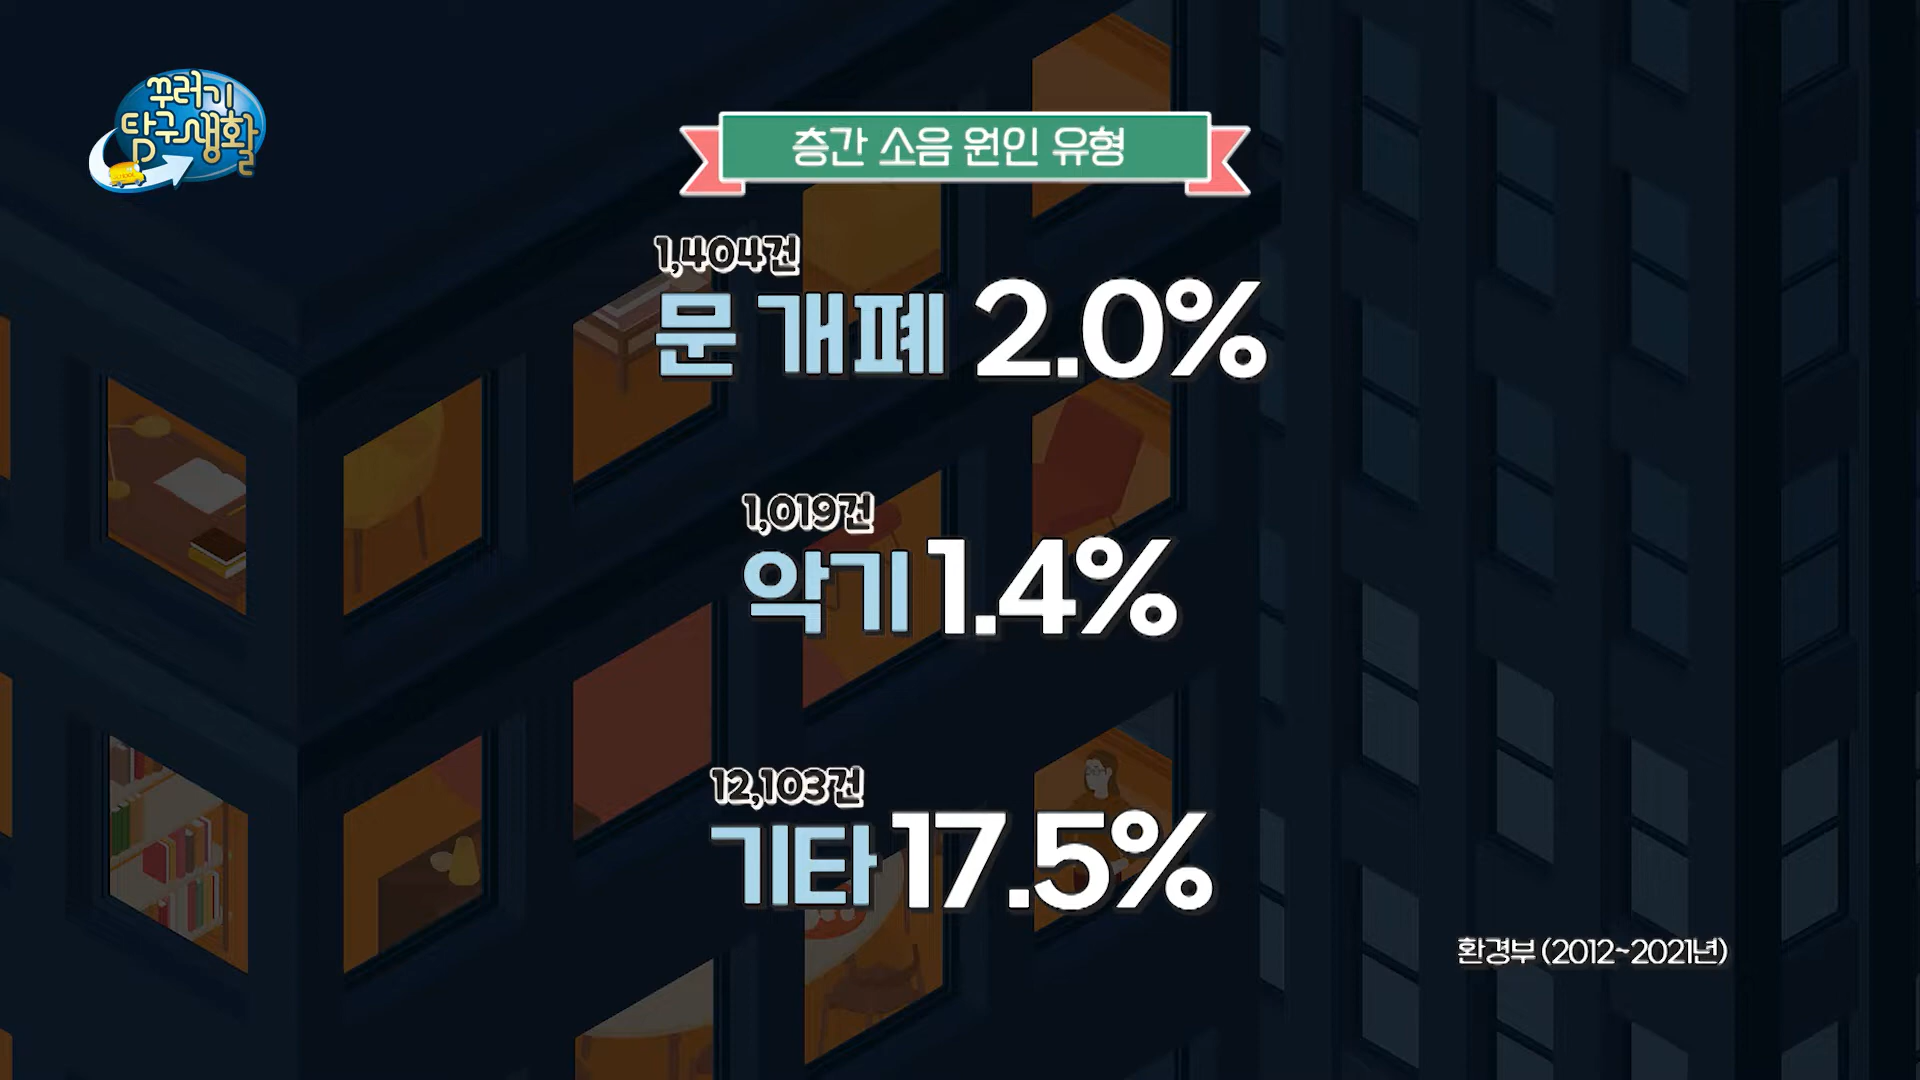 꾸러기
탐구생활
층간 소음 원인 유형
1,404건
문 개폐 2.0%
1,019건
악기 1.4%
12,103건
기타 17.5%
환경부 (2012~2021년)